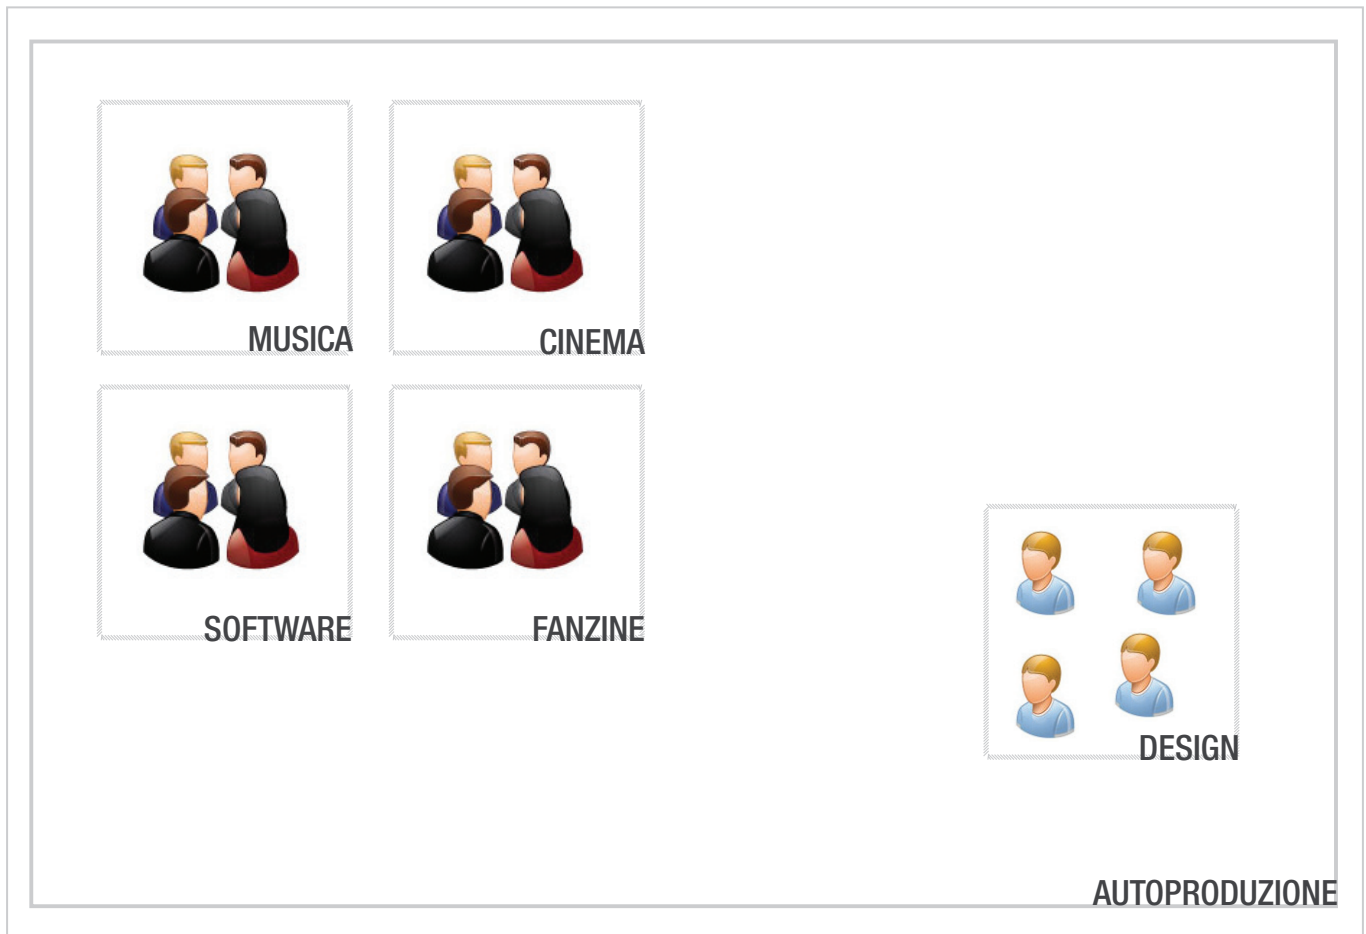 MUSICA
CINEMA
SOFTWARE
FANZINE
DESIGN
AUTOPRODUZIONE